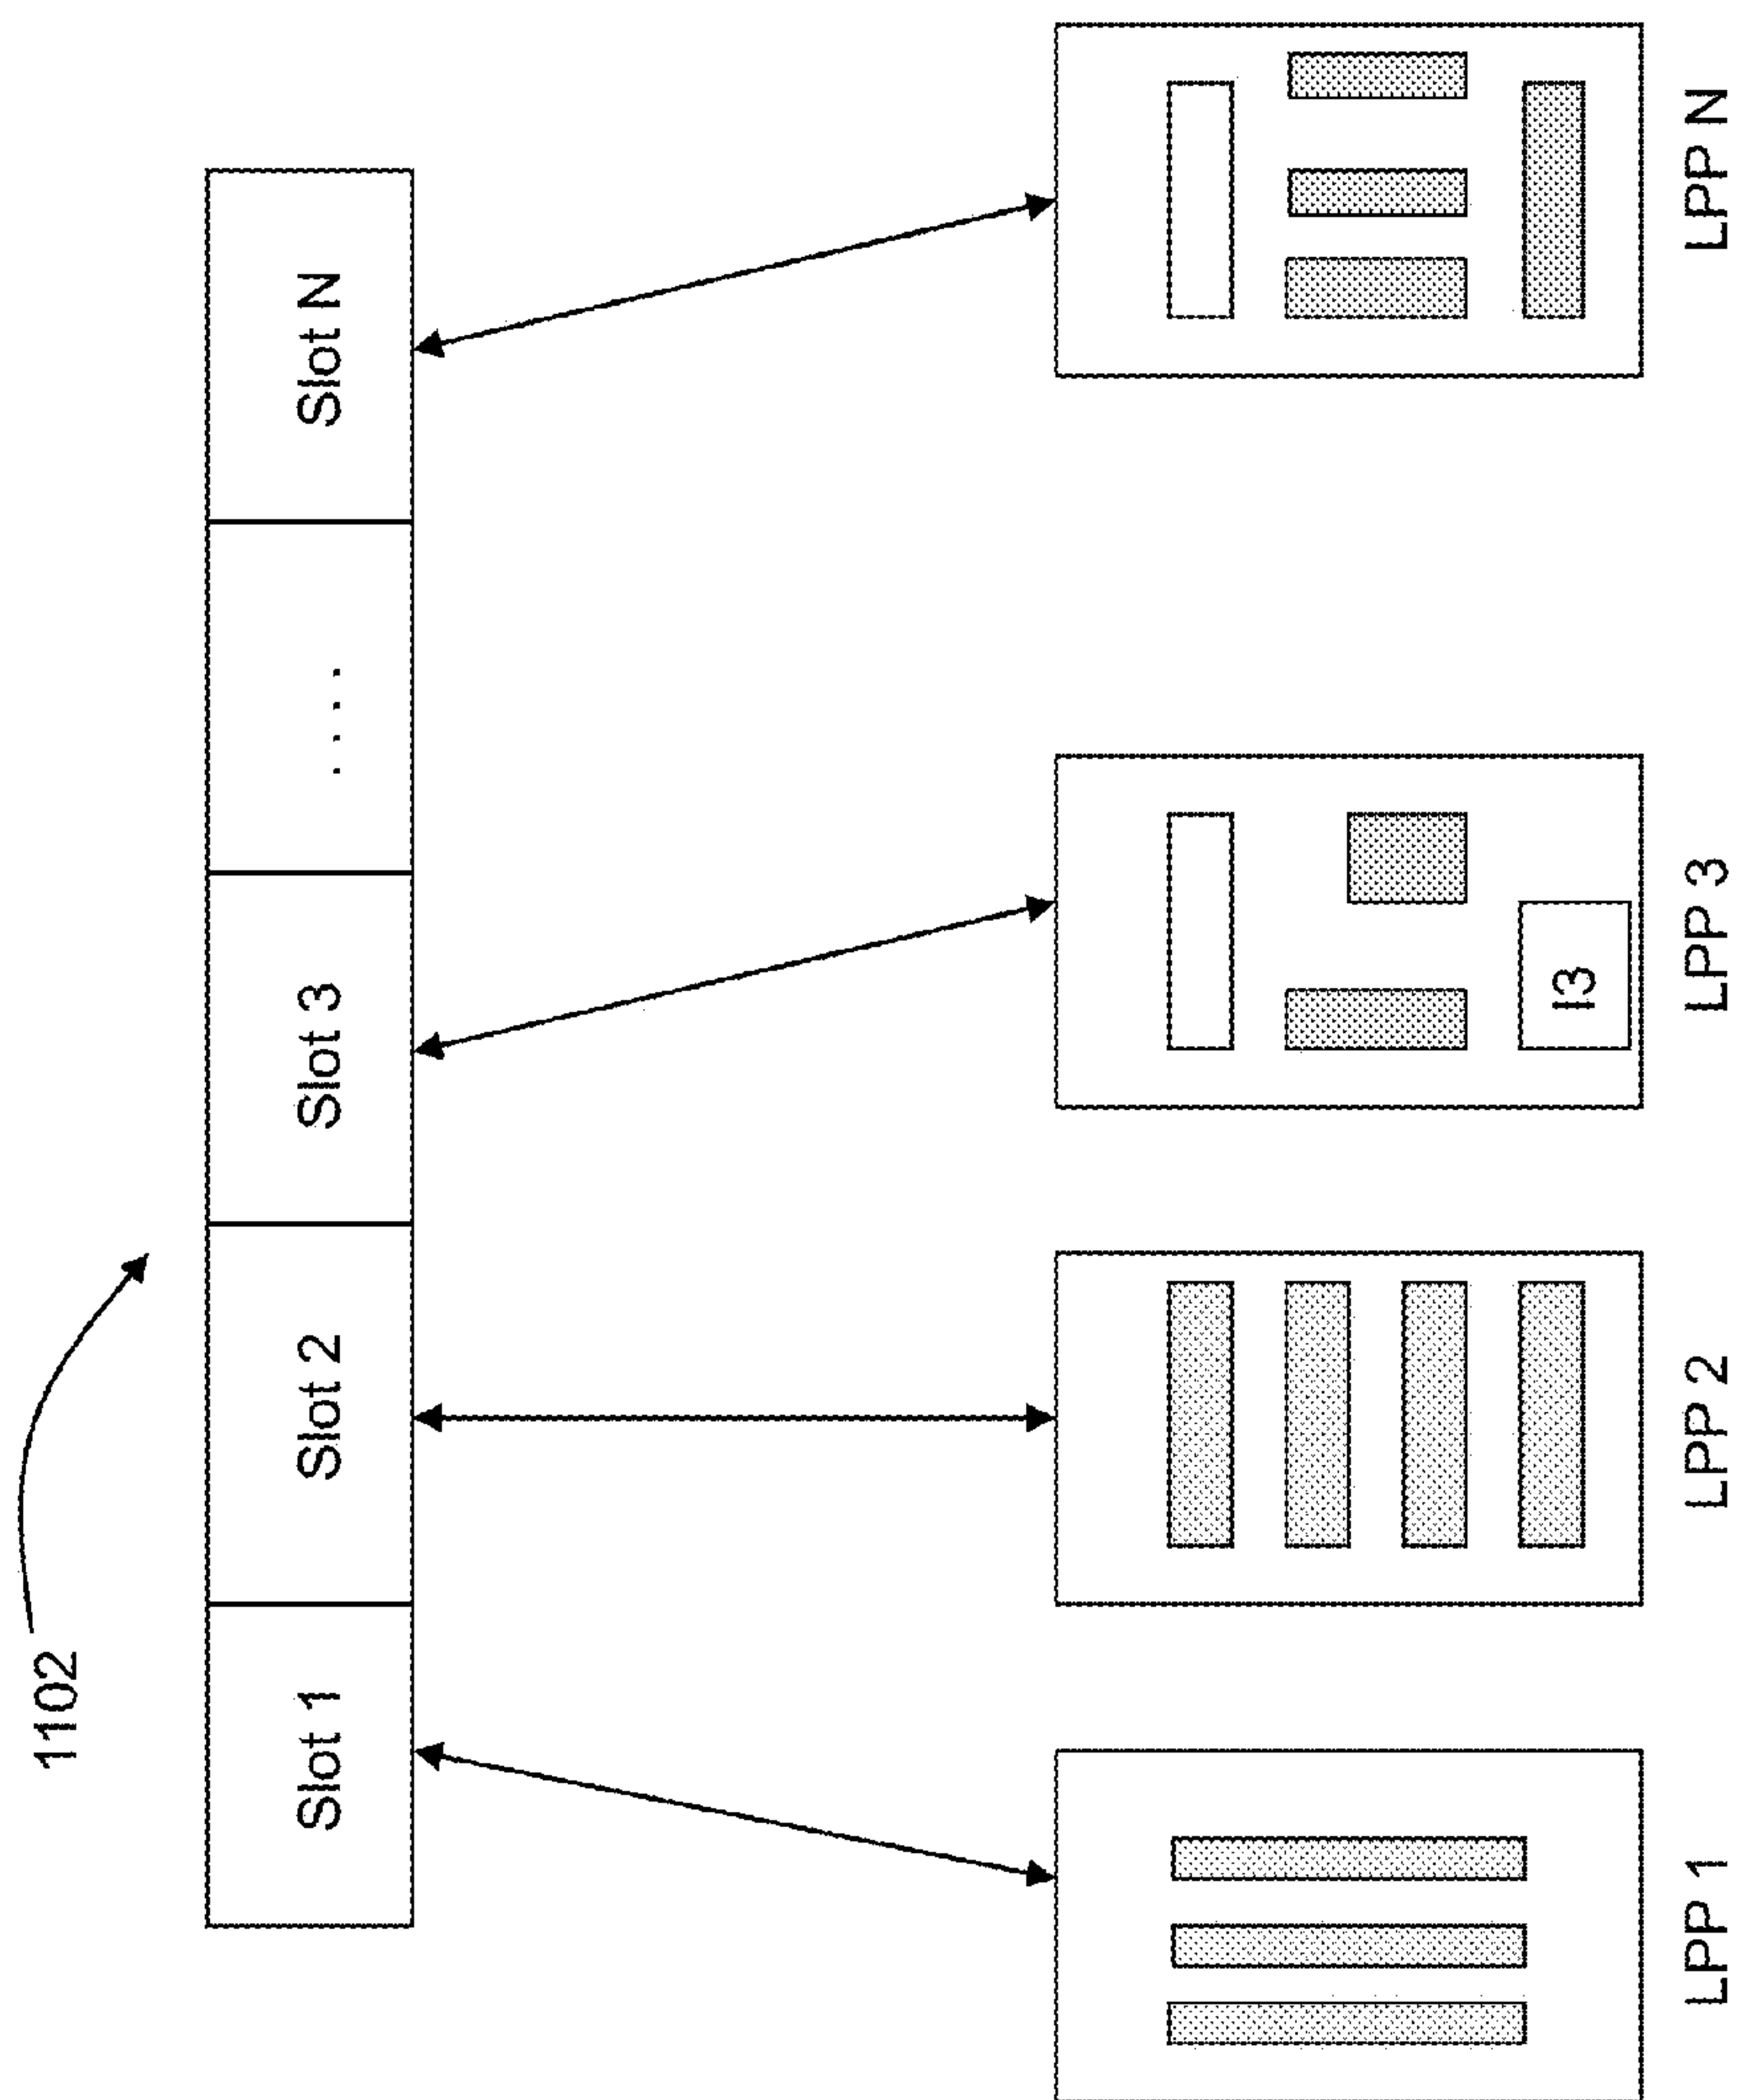 1102
Slot 1
Slot 2
Slot 3
. . . .
Slot N
I3
LPP 1
LPP 2
LPP 3
LPP N